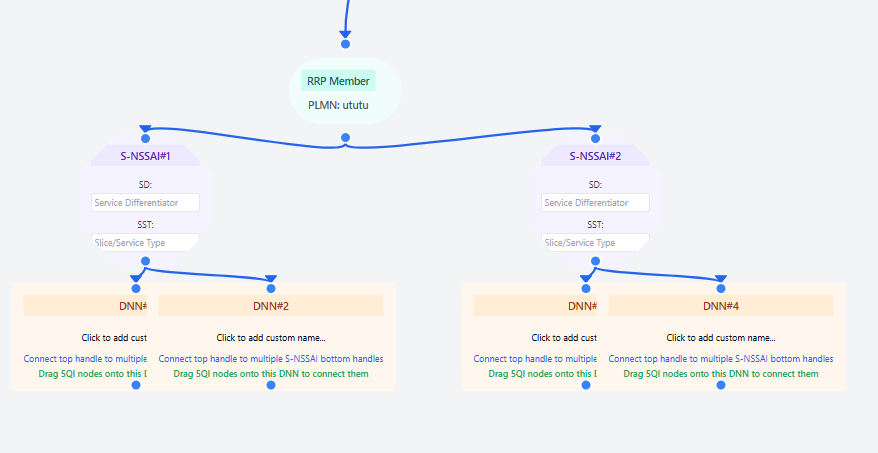 RRP Member
PLMN: ututu
S-NSSAI#1
SD:
Service Differentiator
SST:
Slice/Service Type
S-NSSAI#2
SD:
Service Differentiator
SST:
Slice/Service Type
DNN#
Click to add cust
Connect top handle to multiple
Drag 5QI nodes onto this
DNN#2
Click to add custom name...
Connect top handle to multiple S-NSSAI bottom handles
Drag 5QI nodes onto this DNN to connect them
DNN#
Click to add cust
Connect top handle to multiple
Drag 5QI nodes onto this
DNN#4
Click to add custom name...
Connect top handle to multiple S-NSSAI bottom handles
Drag 5QI nodes onto this DNN to connect them